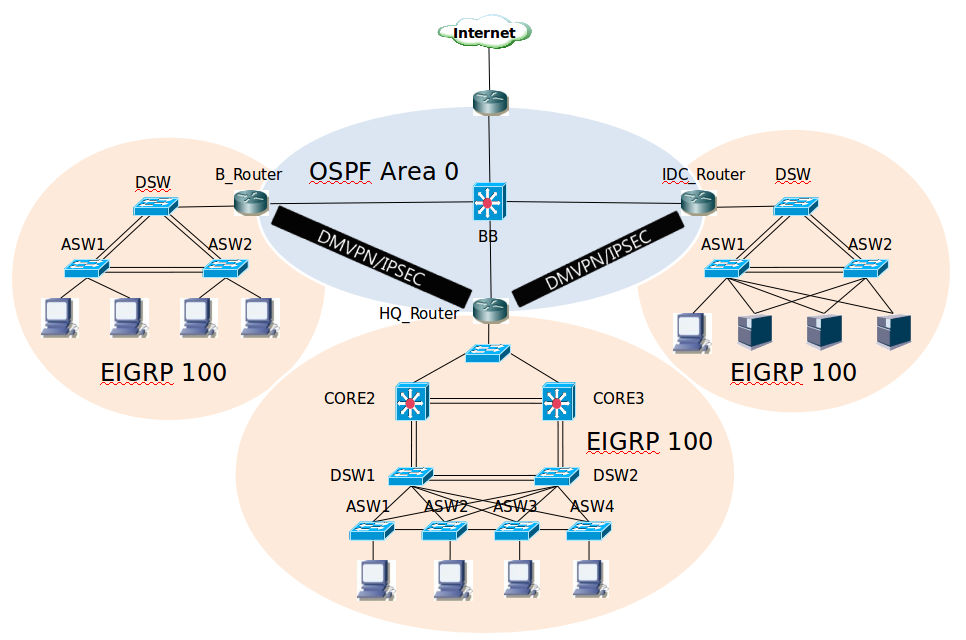 Internet
OSPF Area 0
B_Router
IDC_Router
DSW
DSW
ASW1
ASW2
BB
ASW1
ASW2
DMVPN/IPSEC
DMVPN/IPSEC
HQ_Router
EIGRP 100
EIGRP 100
CORE2
CORE3
EIGRP 100
DSW1
DSW2
ASW1
ASW2
ASW3
ASW4